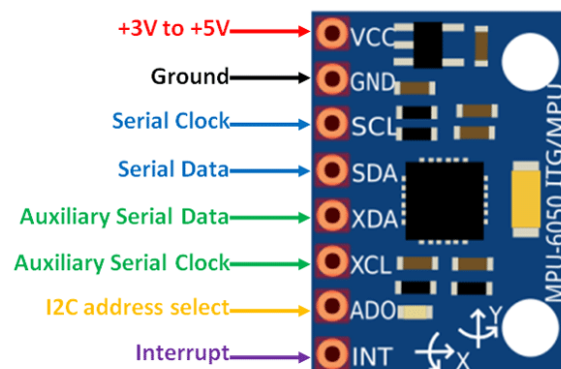 +3V to +5V
VCC
Ground
GND
Serial Clock
SCL
Serial Data
SDA
Auxiliary Serial Data
XDA
Auxiliary Serial Clock
XCL
I2C address select
ADO
Interrupt
INT
MPU-6050 ITG/MPU
Y
X